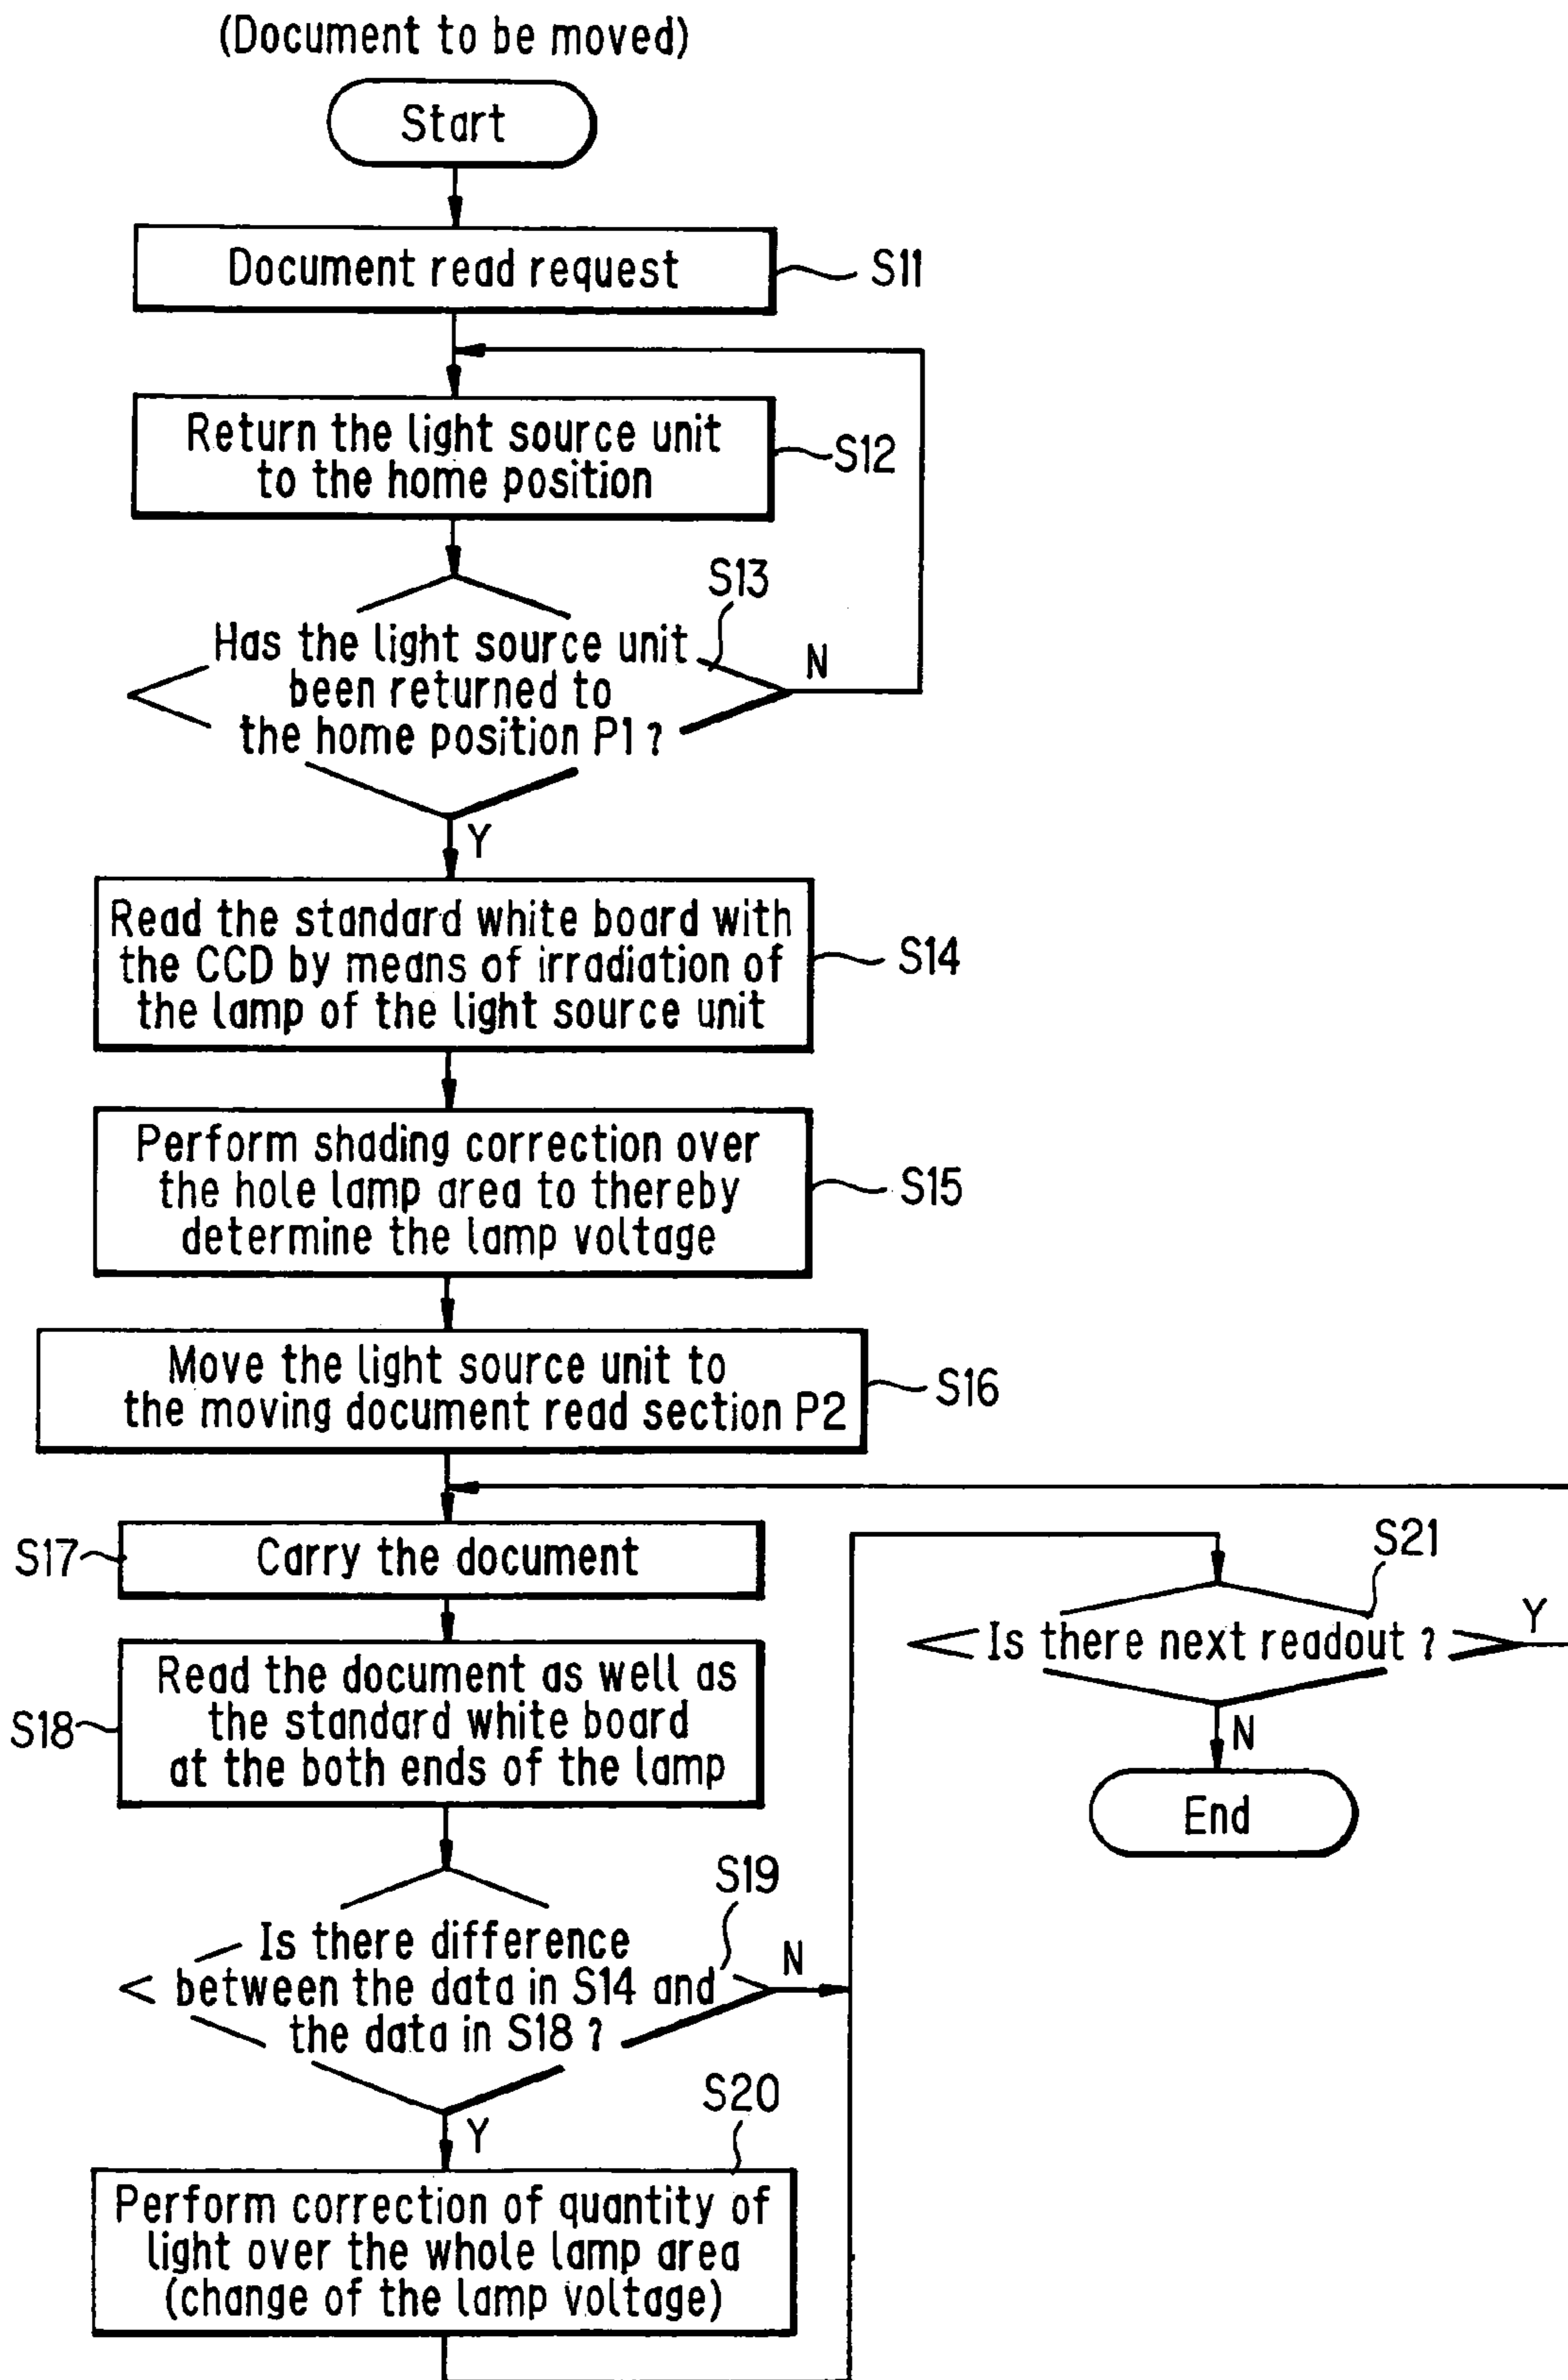 (Document to be moved)
Start
Document read request
S11
Return the light source unit
to the home position
S12
S13
Has the light source unit
been returned to
the home position P1 ?
N
Y
Read the standard white board with
the CCD by means of irradiation of
the lamp of the light source unit
S14
Perform shading correction over
the hole lamp area to thereby
determine the lamp voltage
S15
Move the light source unit to
the moving document read section P2
S16
S17
Carry the document
S18
Read the document as well as
the standard white board
at the both ends of the lamp
S19
Is there difference
between the data in S14 and
the data in S18 ?
N
Y
S20
Perform correction of quantity of
light over the whole lamp area
(change of the lamp voltage)
S21
Is there next readout ?
Y
N
End